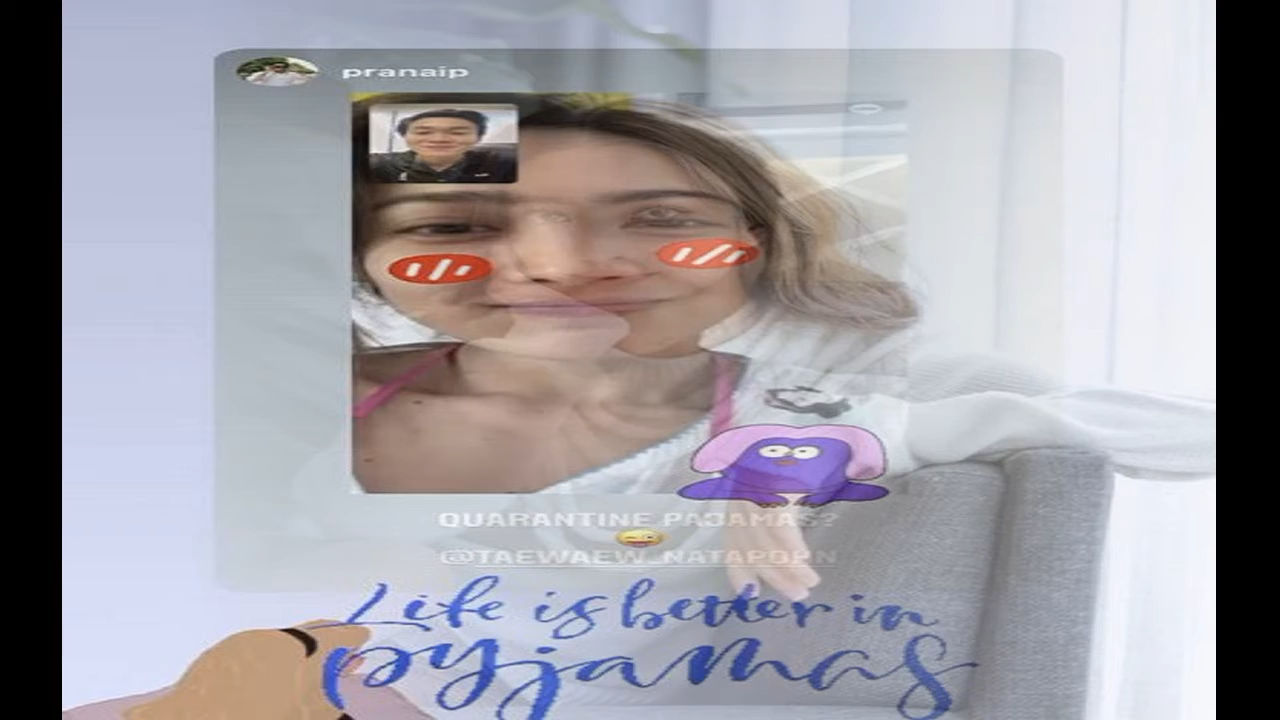 pranaip
QUARANTINE PAJAMAS?
@TAEWAEW_NATAPOHN
Life is better in
pyjamas